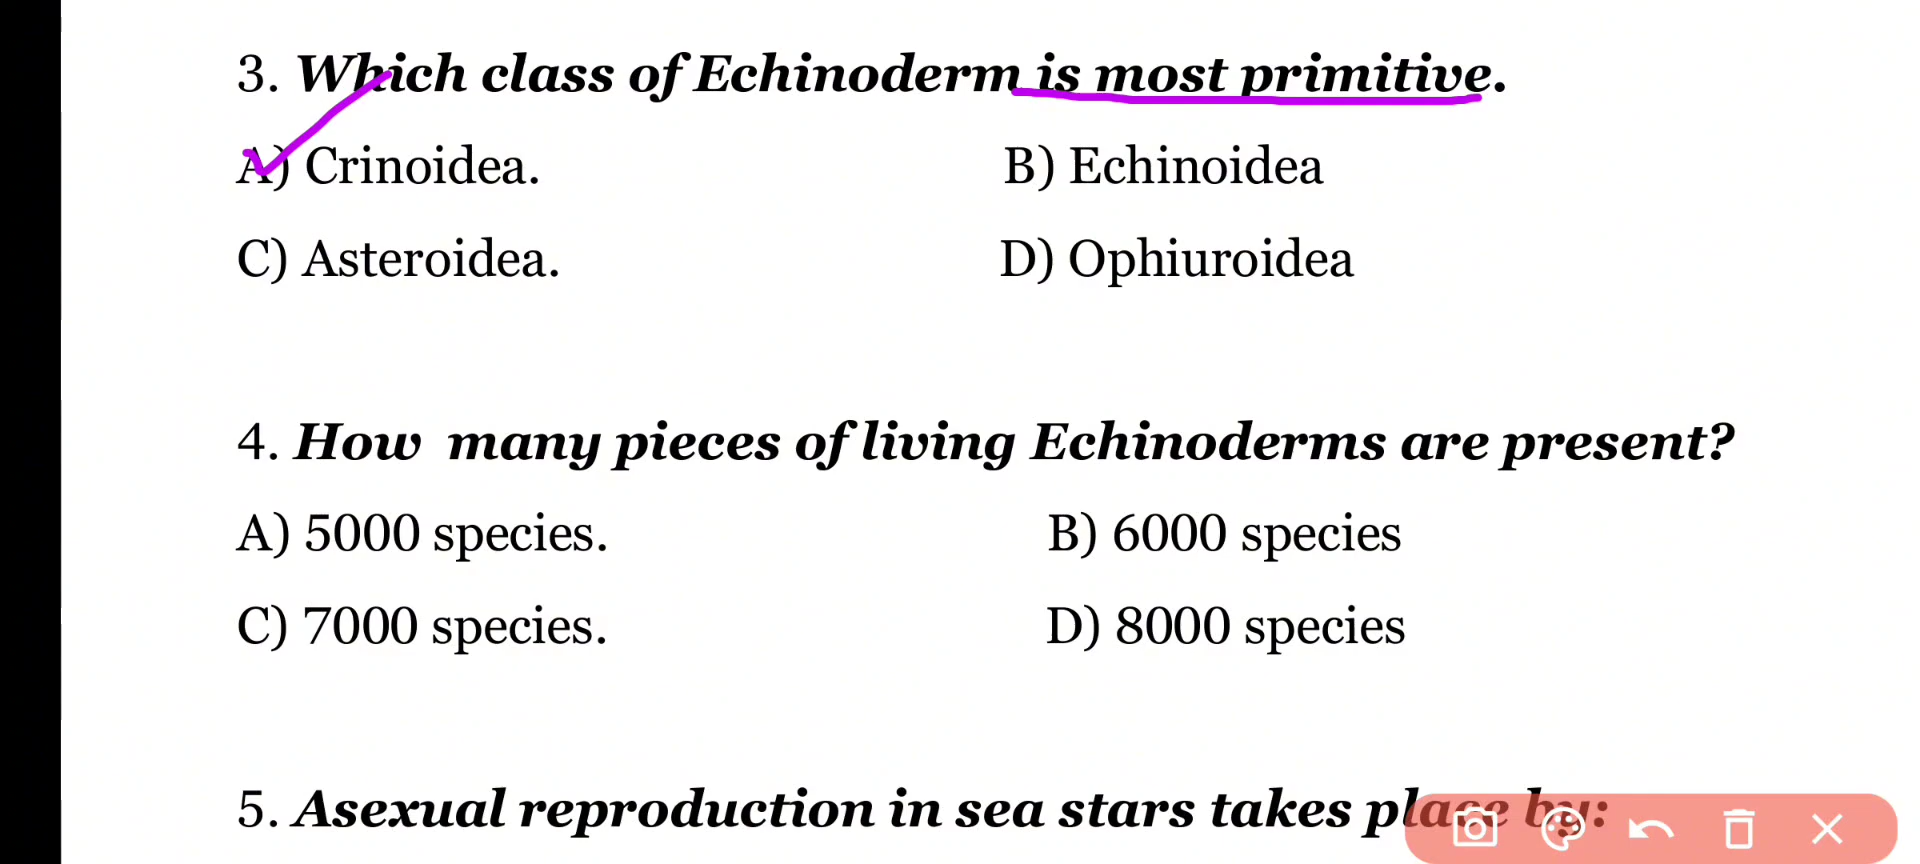 3. Which class of Echinoderm is most primitive.
A) Crinoidea. B) Echinoidea
C) Asteroidea. D) Ophiuroidea
4. How many pieces of living Echinoderms are present?
A) 5000 species. B) 6000 species
C) 7000 species. D) 8000 species
5. Asexual reproduction in sea stars takes place by: